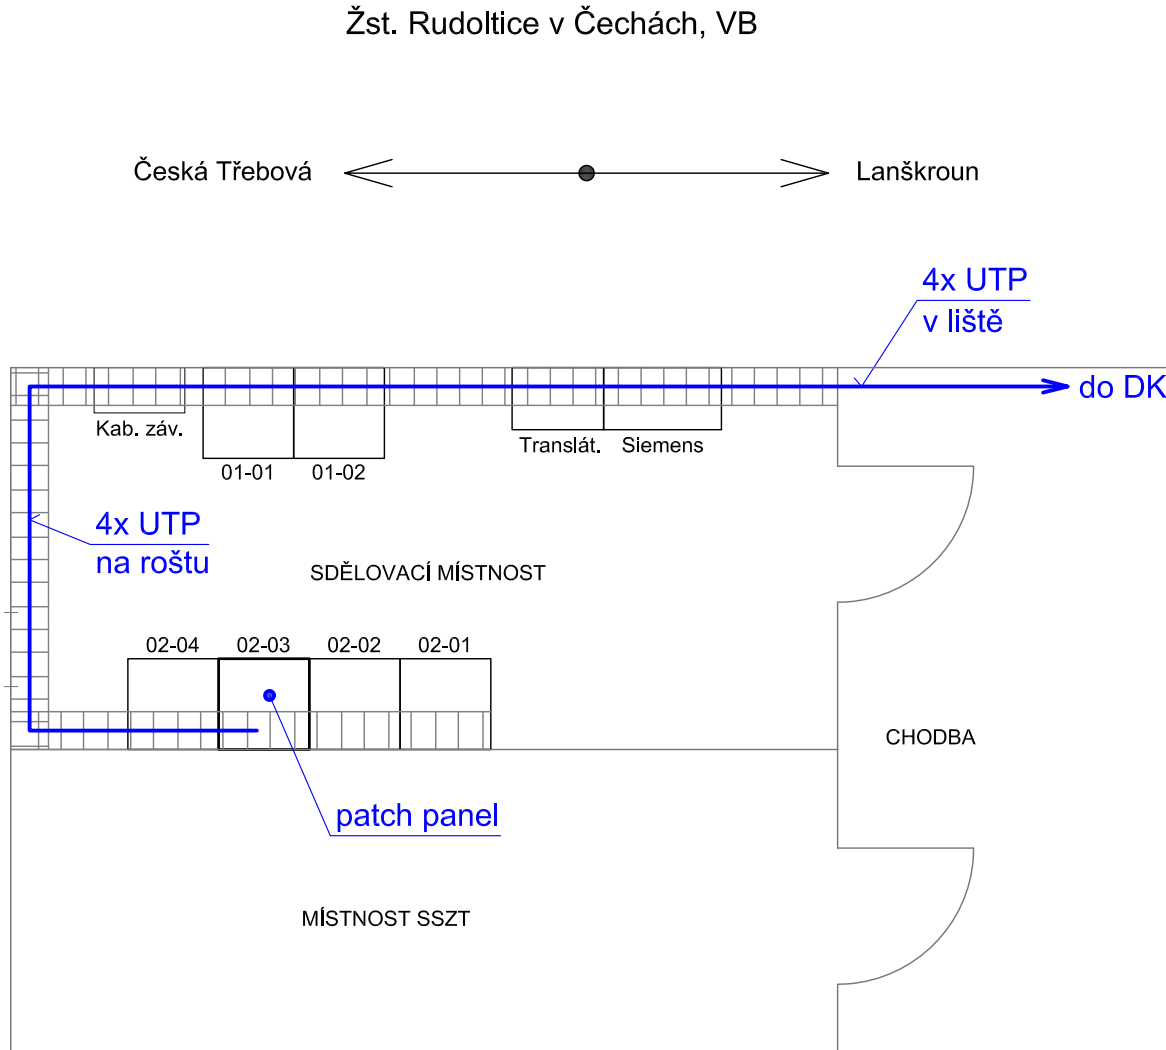 Žst. Rudoltice v Čechách, VB
Česká Třebová
Lanškroun
4x UTP
v liště
do DK
Kab. záv.
01-01
01-02
Translát.
Siemens
4x UTP
na roštu
SDĚLOVACÍ MÍSTNOST
02-04
02-03
02-02
02-01
CHODBA
patch panel
MÍSTNOST SSZT